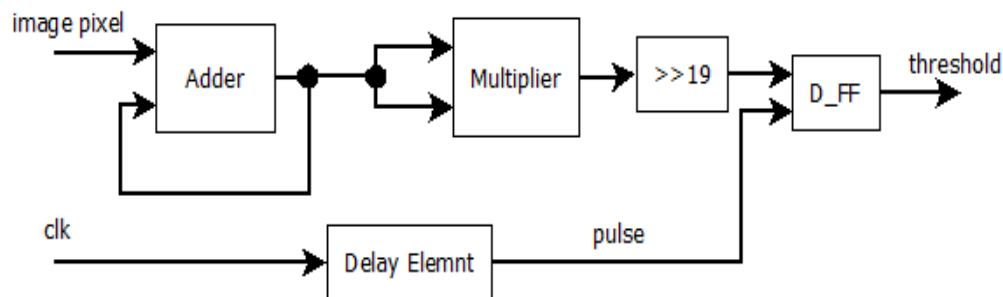 image pixel
Adder
Multiplier
>>19
D_FF
threshold
clk
Delay Elemnt
pulse